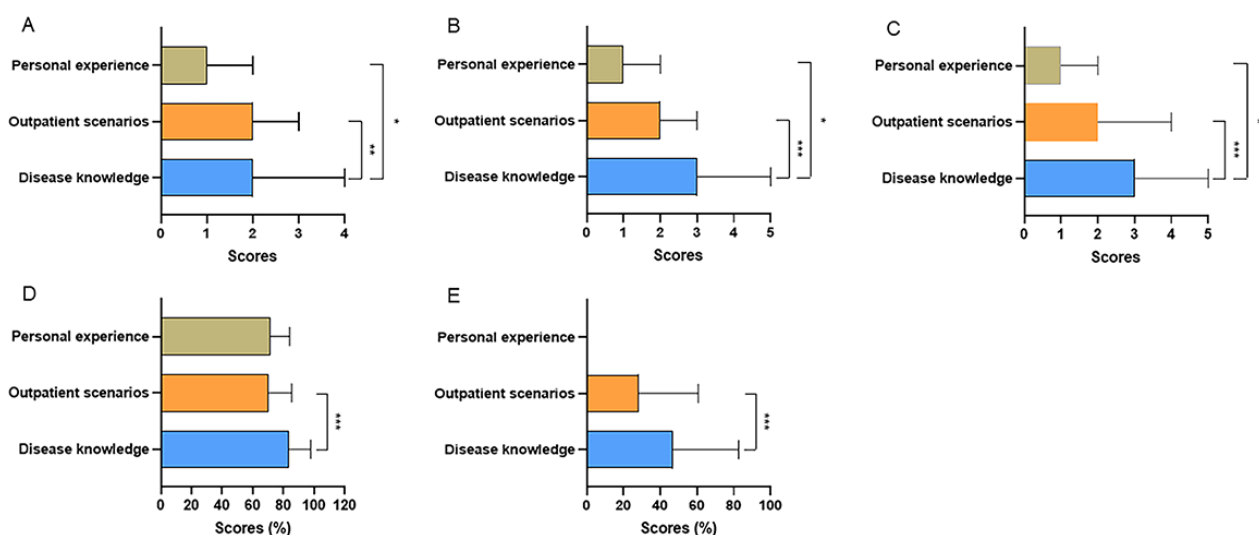 A
Personal experience
Outpatient scenarios
Disease knowledge
0 1 2 3 4
Scores
**
*
B
Personal experience
Outpatient scenarios
Disease knowledge
0 1 2 3 4 5
Scores
***
*
C
Personal experience
Outpatient scenarios
Disease knowledge
0 1 2 3 4 5
Scores
***
*
D
Personal experience
Outpatient scenarios
Disease knowledge
0 20 40 60 80 100 120
Scores (%)
***
E
Personal experience
Outpatient scenarios
Disease knowledge
0 20 40 60 80 100
Scores (%)
***